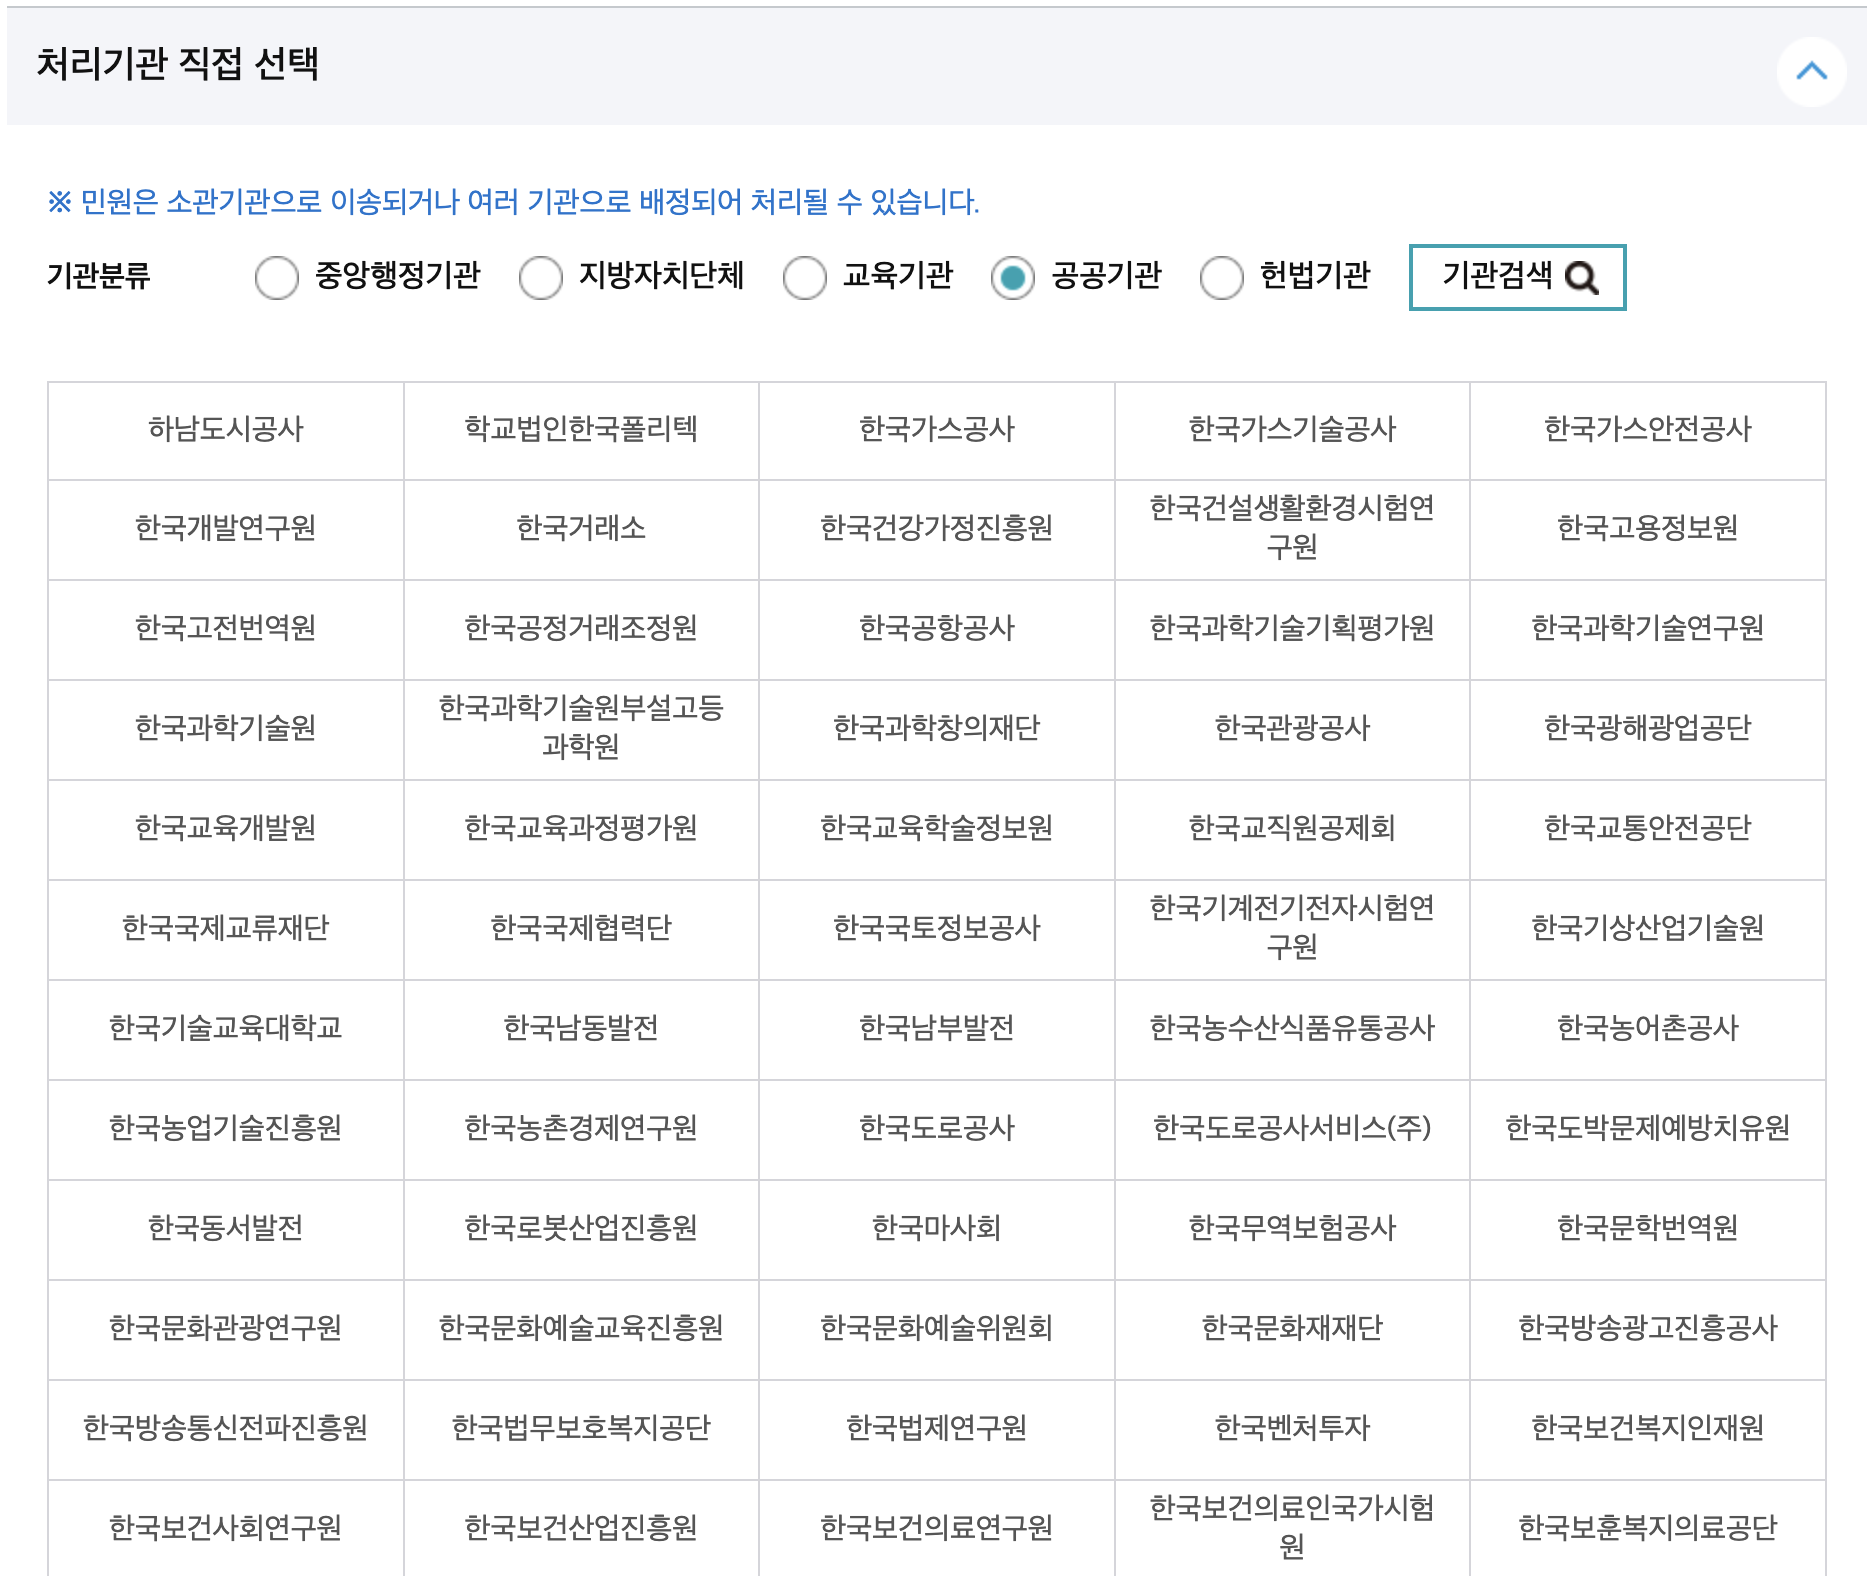 처리기관 직접 선택
※ 민원은 소관기관으로 이송되거나 여러 기관으로 배정되어 처리될 수 있습니다.
기관분류 중앙행정기관 지방자치단체 교육기관 공공기관 헌법기관 기관검색
하남도시공사 학교법인한국폴리텍 한국가스공사 한국가스기술공사 한국가스안전공사
한국개발연구원 한국거래소 한국건강가정진흥원 한국건설생활환경시험연
구원 한국고용정보원
한국고전번역원 한국공정거래조정원 한국공항공사 한국과학기술기획평가원 한국과학기술연구원
한국과학기술원 한국과학기술원부설고등
과학원 한국과학창의재단 한국관광공사 한국광해광업공단
한국교육개발원 한국교육과정평가원 한국교육학술정보원 한국교직원공제회 한국교통안전공단
한국국제교류재단 한국국제협력단 한국국토정보공사 한국기계전기전자시험연
구원 한국기상산업기술원
한국기술교육대학교 한국남동발전 한국남부발전 한국농수산식품유통공사 한국농어촌공사
한국농업기술진흥원 한국농촌경제연구원 한국도로공사 한국도로공사서비스(주) 한국도박문제예방치유원
한국동서발전 한국로봇산업진흥원 한국마사회 한국무역보험공사 한국문학번역원
한국문화관광연구원 한국문화예술교육진흥원 한국문화예술위원회 한국문화재재단 한국방송광고진흥공사
한국방송통신전파진흥원 한국법무보호복지공단 한국법제연구원 한국벤처투자 한국보건복지인재원
한국보건사회연구원 한국보건산업진흥원 한국보건의료연구원 한국보건의료인국가시험
원 한국보훈복지의료공단